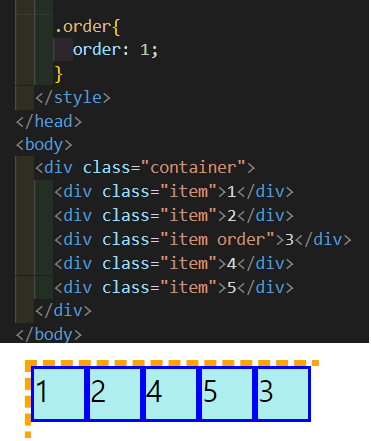 .order{
order: 1;
}
</style>
</head>
<body>
<div class="container">
<div class="item">1</div>
<div class="item">2</div>
<div class="item order">3</div>
<div class="item">4</div>
<div class="item">5</div>
</div>
</body>
1 2 4 5 3